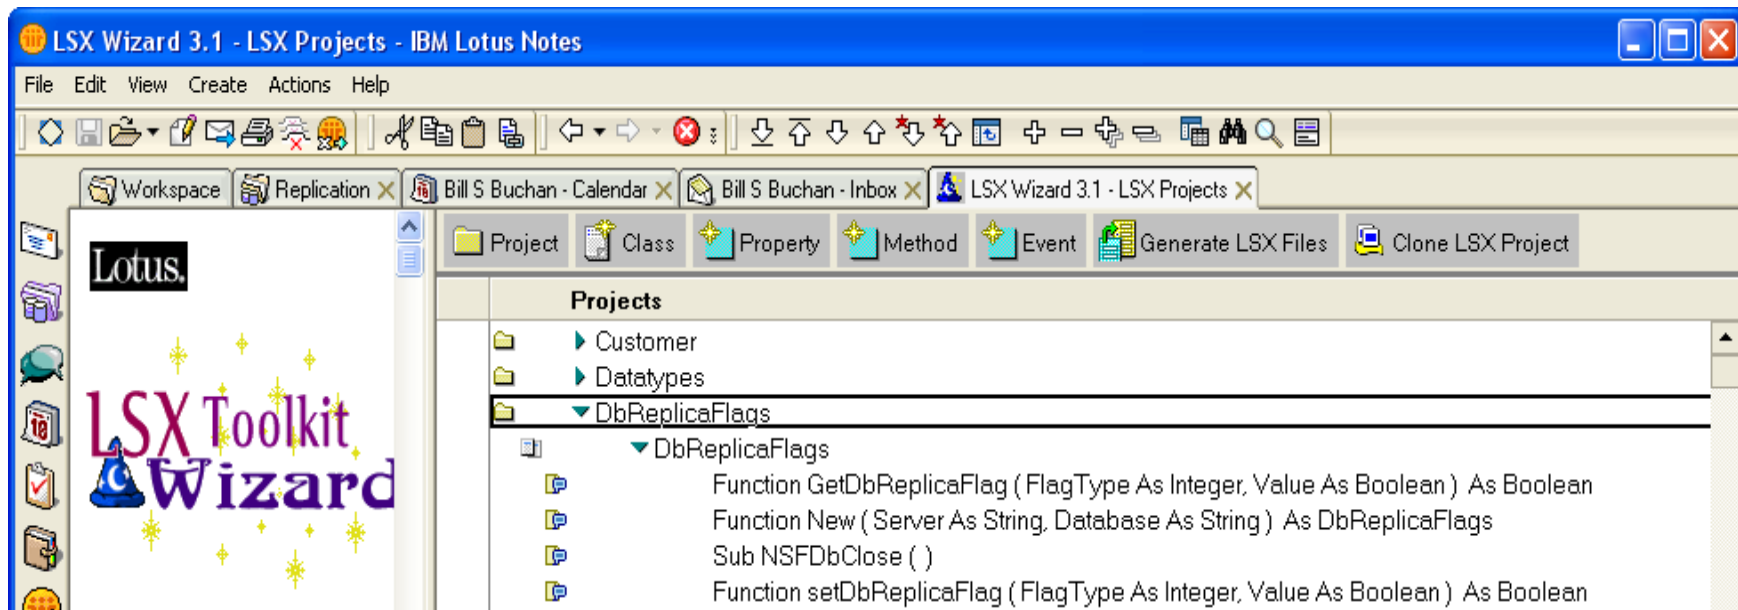 LSX Wizard 3.1 - LSX Projects - IBM Lotus Notes
File Edit View Create Actions Help
Workspace Replication Bill S Buchan - Calendar Bill S Buchan - Inbox LSX Wizard 3.1 - LSX Projects
Project Class Property Method Event Generate LSX Files Clone LSX Project
Lotus.
LSX Toolkit
Wizard
Projects
Customer
Datatypes
DbReplicaFlags
DbReplicaFlags
Function GetDbReplicaFlag ( FlagType As Integer, Value As Boolean ) As Boolean
Function New ( Server As String, Database As String ) As DbReplicaFlags
Sub NSFDbClose ( )
Function setDbReplicaFlag ( FlagType As Integer, Value As Boolean ) As Boolean